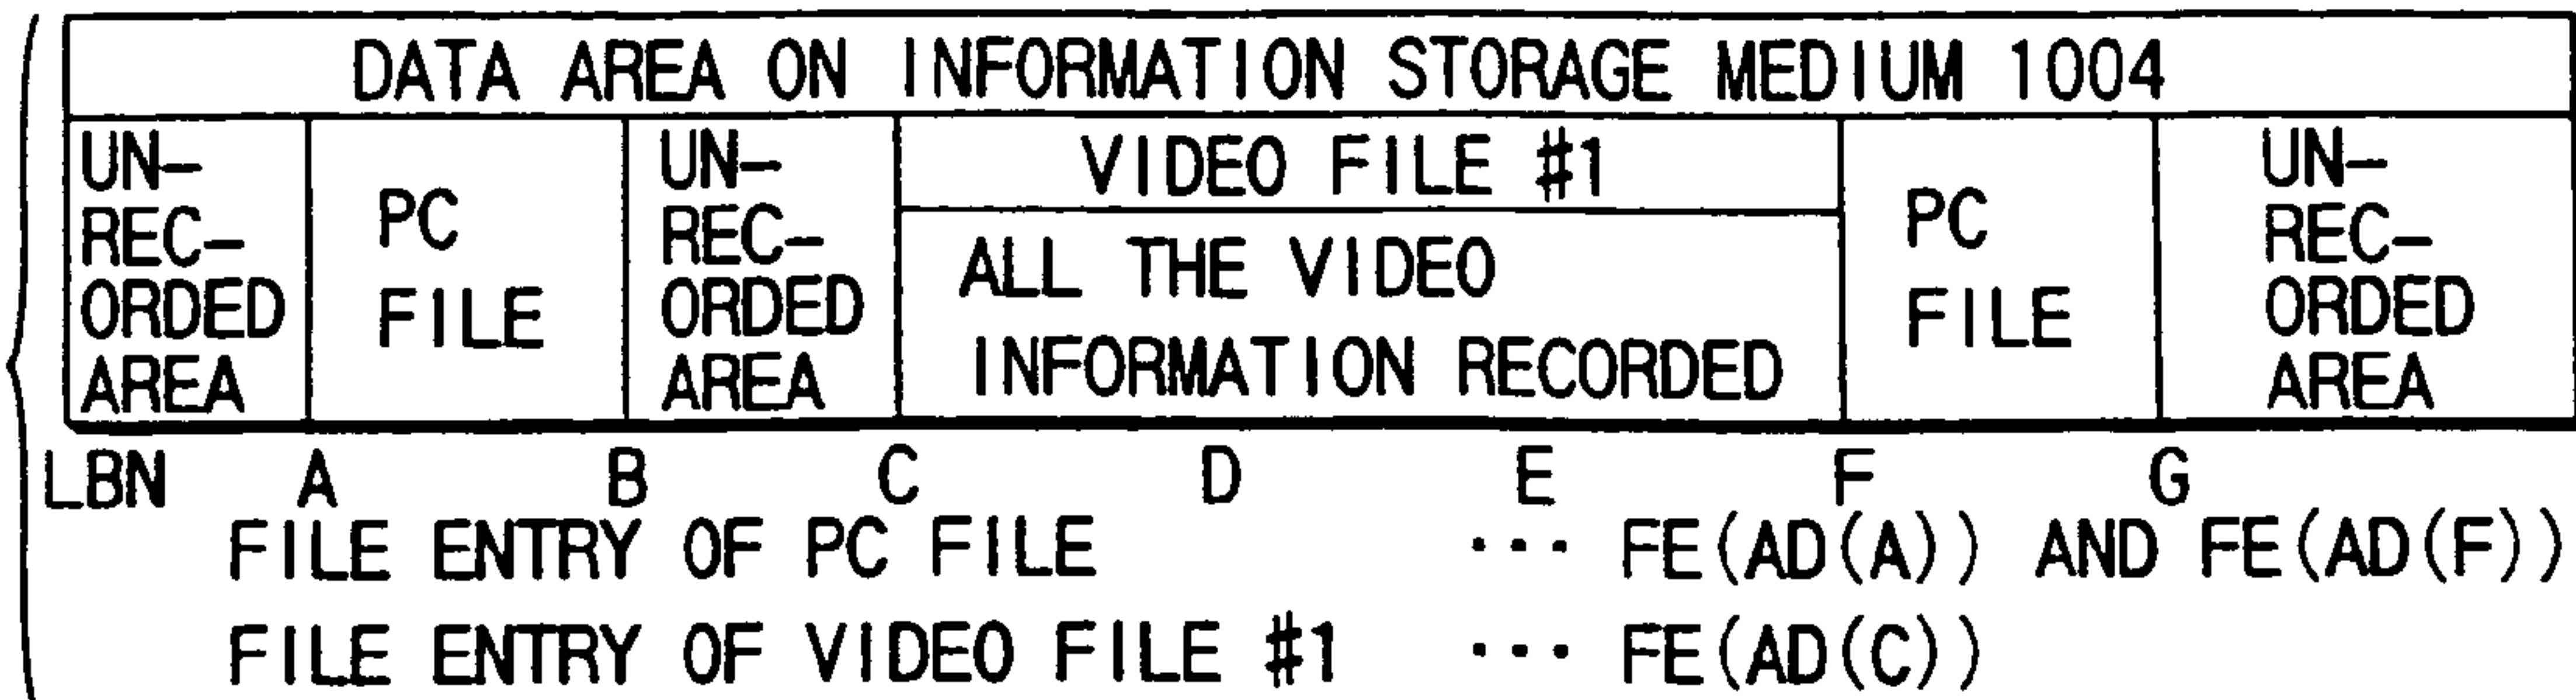 DATA AREA ON INFORMATION STORAGE MEDIUM 1004
UN-
REC-
ORDED
AREA
PC
FILE
UN-
REC-
ORDED
AREA
VIDEO FILE #1
ALL THE VIDEO
INFORMATION RECORDED
PC
FILE
UN-
REC-
ORDED
AREA
LBN A B C D E F G
FILE ENTRY OF PC FILE ··· FE(AD(A)) AND FE(AD(F))
FILE ENTRY OF VIDEO FILE #1 ··· FE(AD(C))